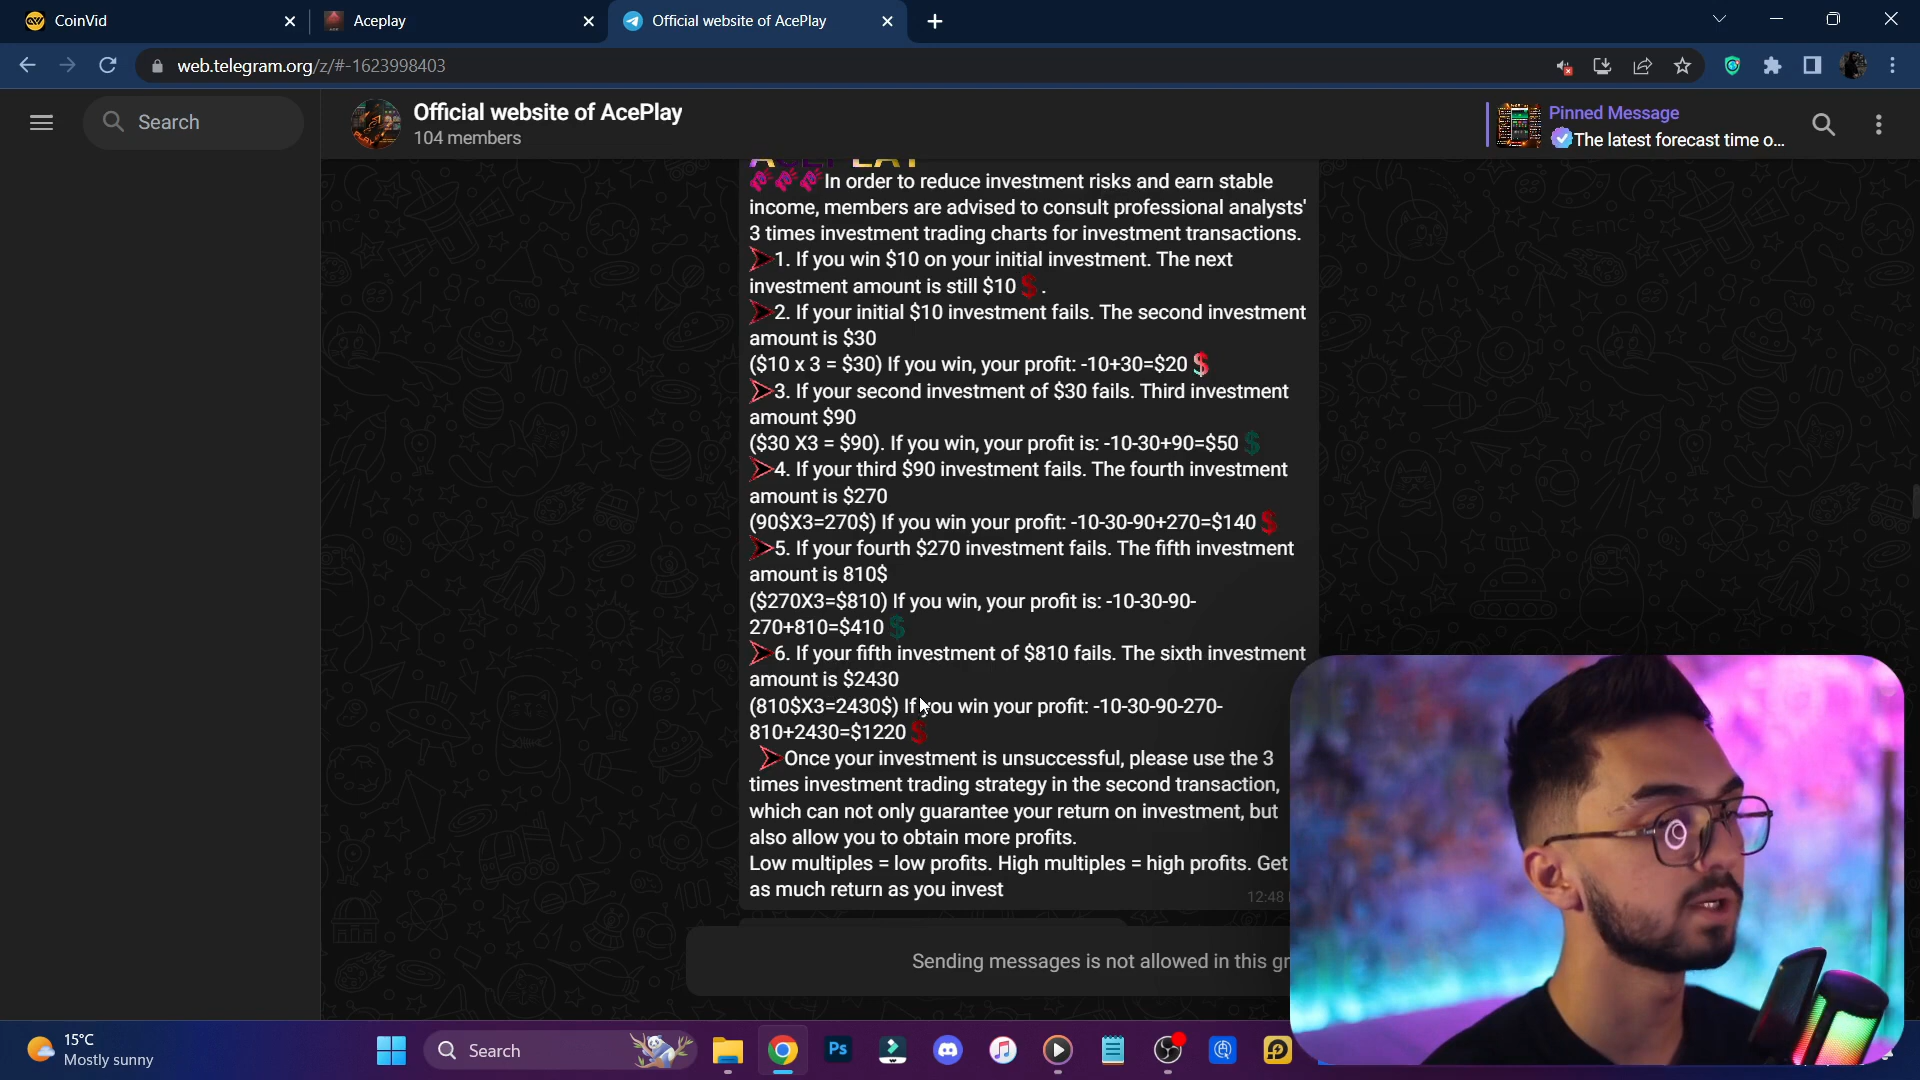 CoinVid
Aceplay
Official website of AcePlay
web.telegram.org/z/#-1623998403
Search
Official website of AcePlay
104 members
Pinned Message
The latest forecast time o...
In order to reduce investment risks and earn stable
income, members are advised to consult professional analysts'
3 times investment trading charts for investment transactions.
1. If you win $10 on your initial investment. The next
investment amount is still $10 .
2. If your initial $10 investment fails. The second investment
amount is $30
($10 x 3 = $30) If you win, your profit: -10+30=$20
3. If your second investment of $30 fails. Third investment
amount $90
($30 X3 = $90). If you win, your profit is: -10-30+90=$50
4. If your third $90 investment fails. The fourth investment
amount is $270
(90$X3=270$) If you win your profit: -10-30-90+270=$140
5. If your fourth $270 investment fails. The fifth investment
amount is 810$
($270X3=$810) If you win, your profit is: -10-30-90-
270+810=$410
6. If your fifth investment of $810 fails. The sixth investment
amount is $2430
(810$X3=2430$) If you win your profit: -10-30-90-270-
810+2430=$1220
Once your investment is unsuccessful, please use the 3
times investment trading strategy in the second transaction,
which can not only guarantee your return on investment, but
also allow you to obtain more profits.
Low multiples = low profits. High multiples = high profits. Get
as much return as you invest
12:48
Sending messages is not allowed in this gr
15°C
Mostly sunny
Search
Ps